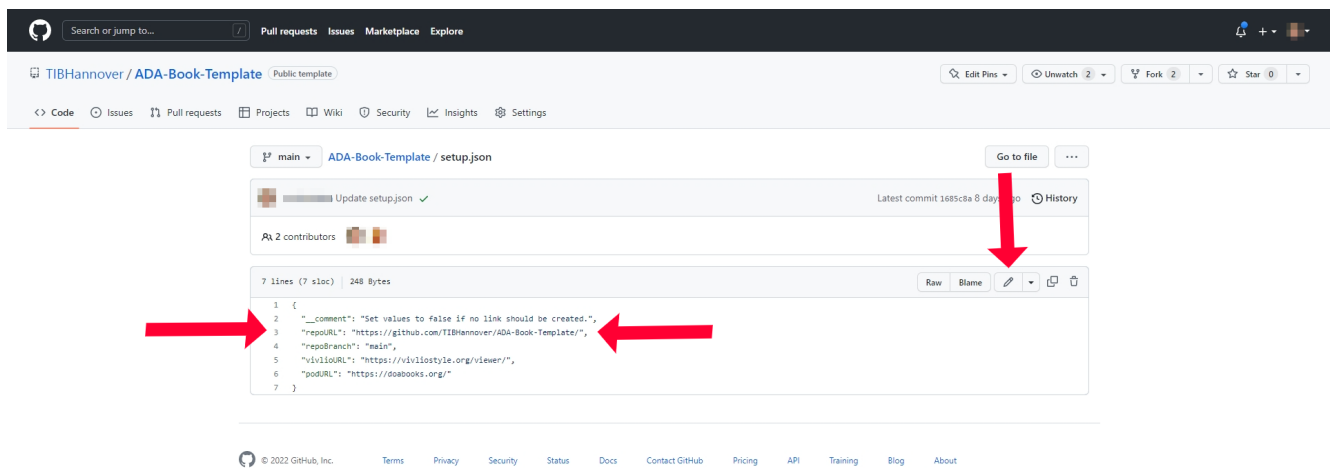 Search or jump to... / Pull requests Issues Marketplace Explore
TIBHannover / ADA-Book-Template Public template Edit Pins Unwatch 2 Fork 2 Star 0
<> Code Issues Pull requests Projects Wiki Security Insights Settings
main ADA-Book-Template / setup.json Go to file ...
Update setup.json Latest commit 1685c8a 8 days ago History
2 contributors
7 lines (7 sloc) 248 Bytes Raw Blame
1 {
2 "__comment": "Set values to false if no link should be created.",
3 "repoURL": "https://github.com/TIBHannover/ADA-Book-Template/",
4 "repoBranch": "main",
5 "vivlioURL": "https://vivliostyle.org/viewer/",
6 "podURL": "https://doabooks.org/"
7 }
© 2022 GitHub, Inc. Terms Privacy Security Status Docs Contact GitHub Pricing API Training Blog About